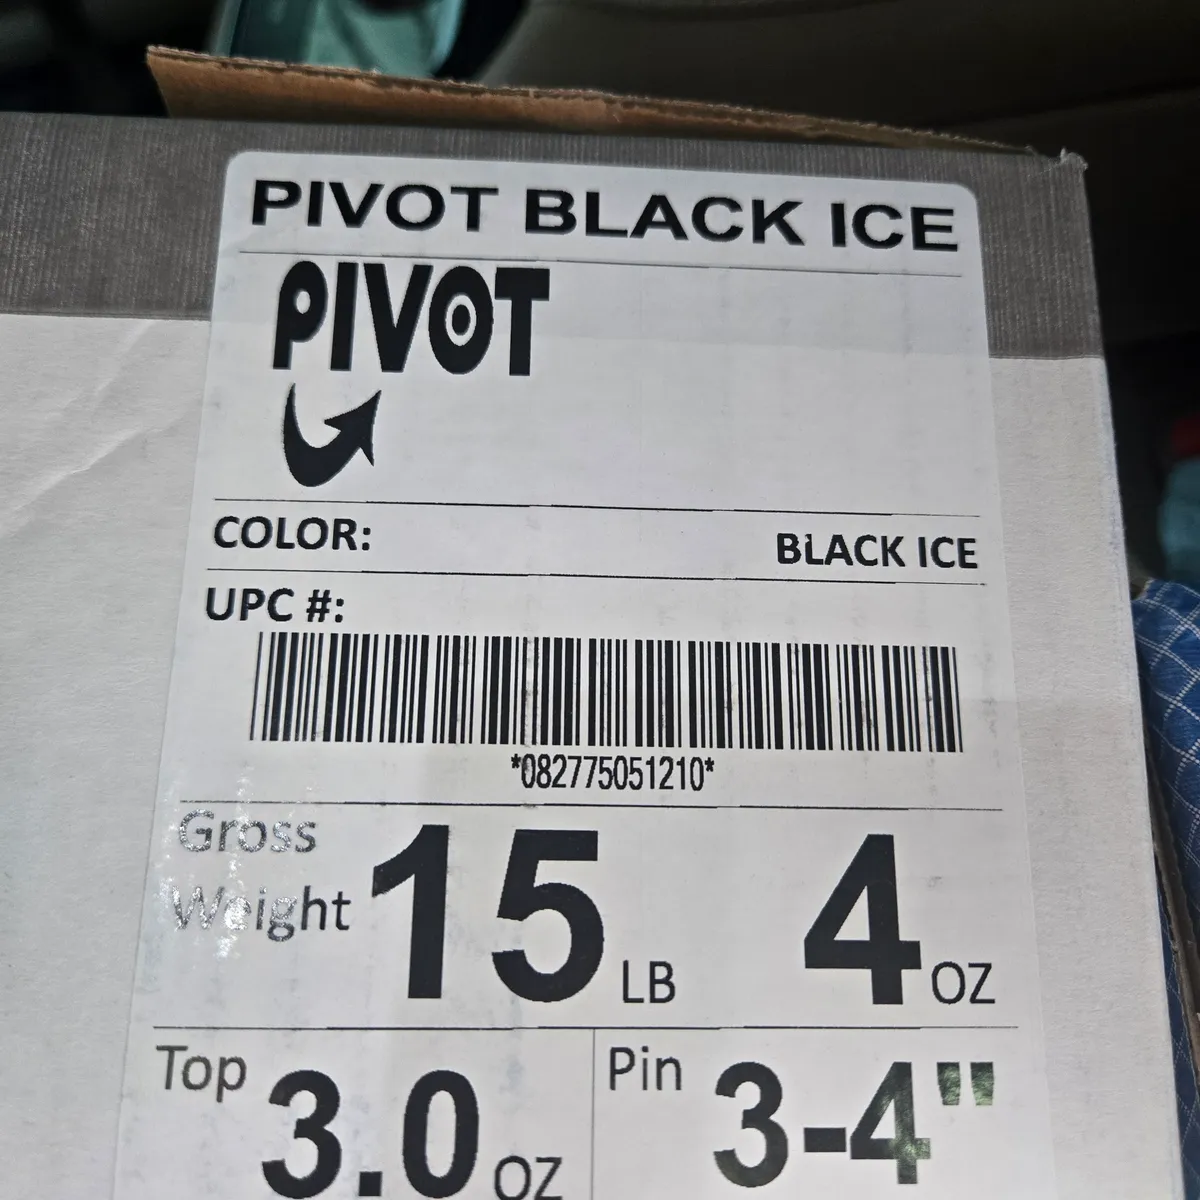 PIVOT BLACK ICE
PIVOT
COLOR: BLACK ICE
UPC #:
*082775051210*
Gross Weight 15 LB 4 OZ
Top 3.0 OZ Pin 3-4"